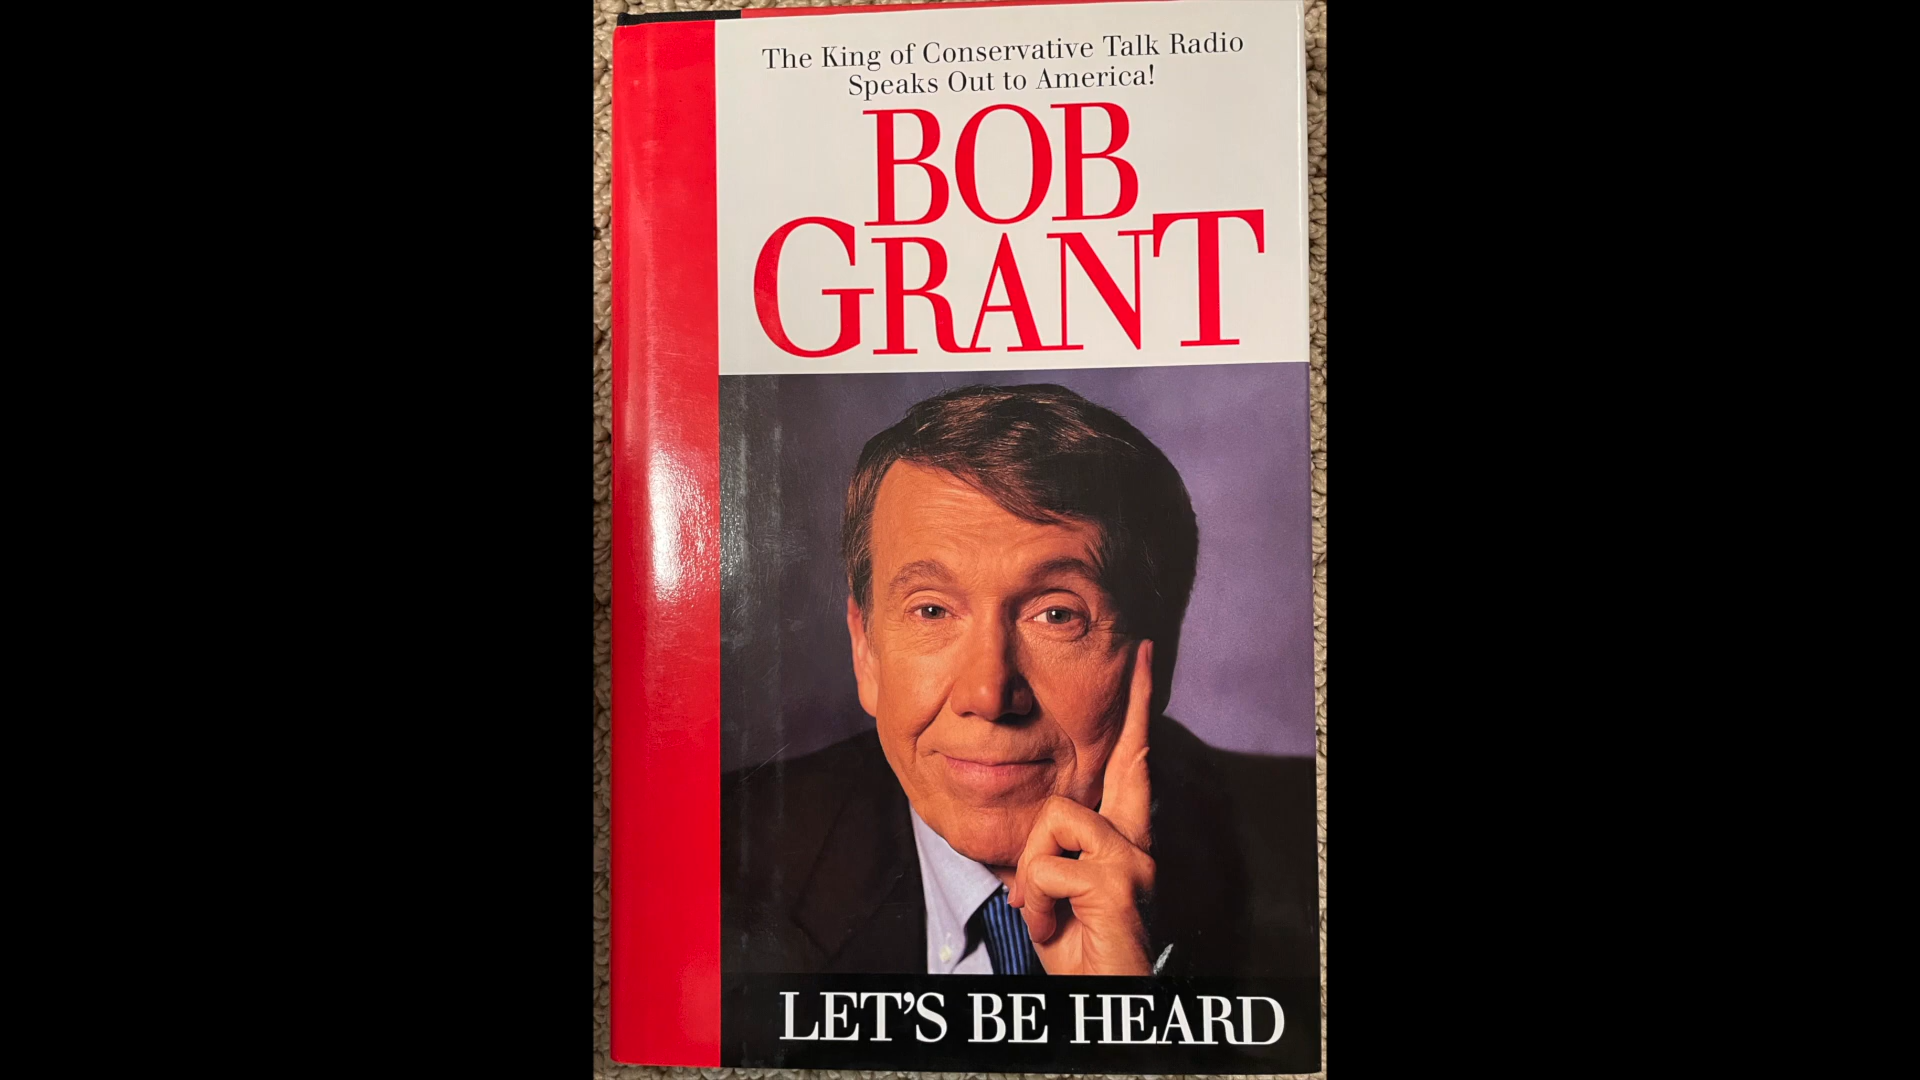 The King of Conservative Talk Radio
Speaks Out to America!
BOB
GRANT
LET'S BE HEARD